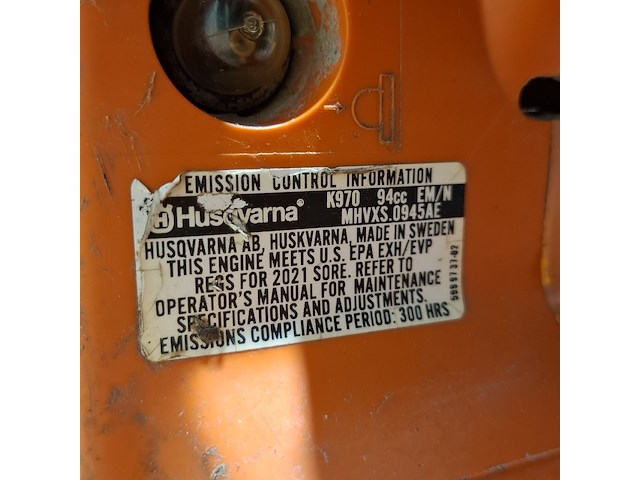 EMISSION CONTROL INFORMATION
Husqvarna® K970 94cc EM/N
MHVXS.0945AE
HUSQVARNA AB, HUSKVARNA, MADE IN SWEDEN
THIS ENGINE MEETS U.S. EPA EXH/EVP
REGS FOR 2021 SORE. REFER TO
OPERATOR'S MANUAL FOR MAINTENANCE
SPECIFICATIONS AND ADJUSTMENTS.
EMISSIONS COMPLIANCE PERIOD: 300 HRS